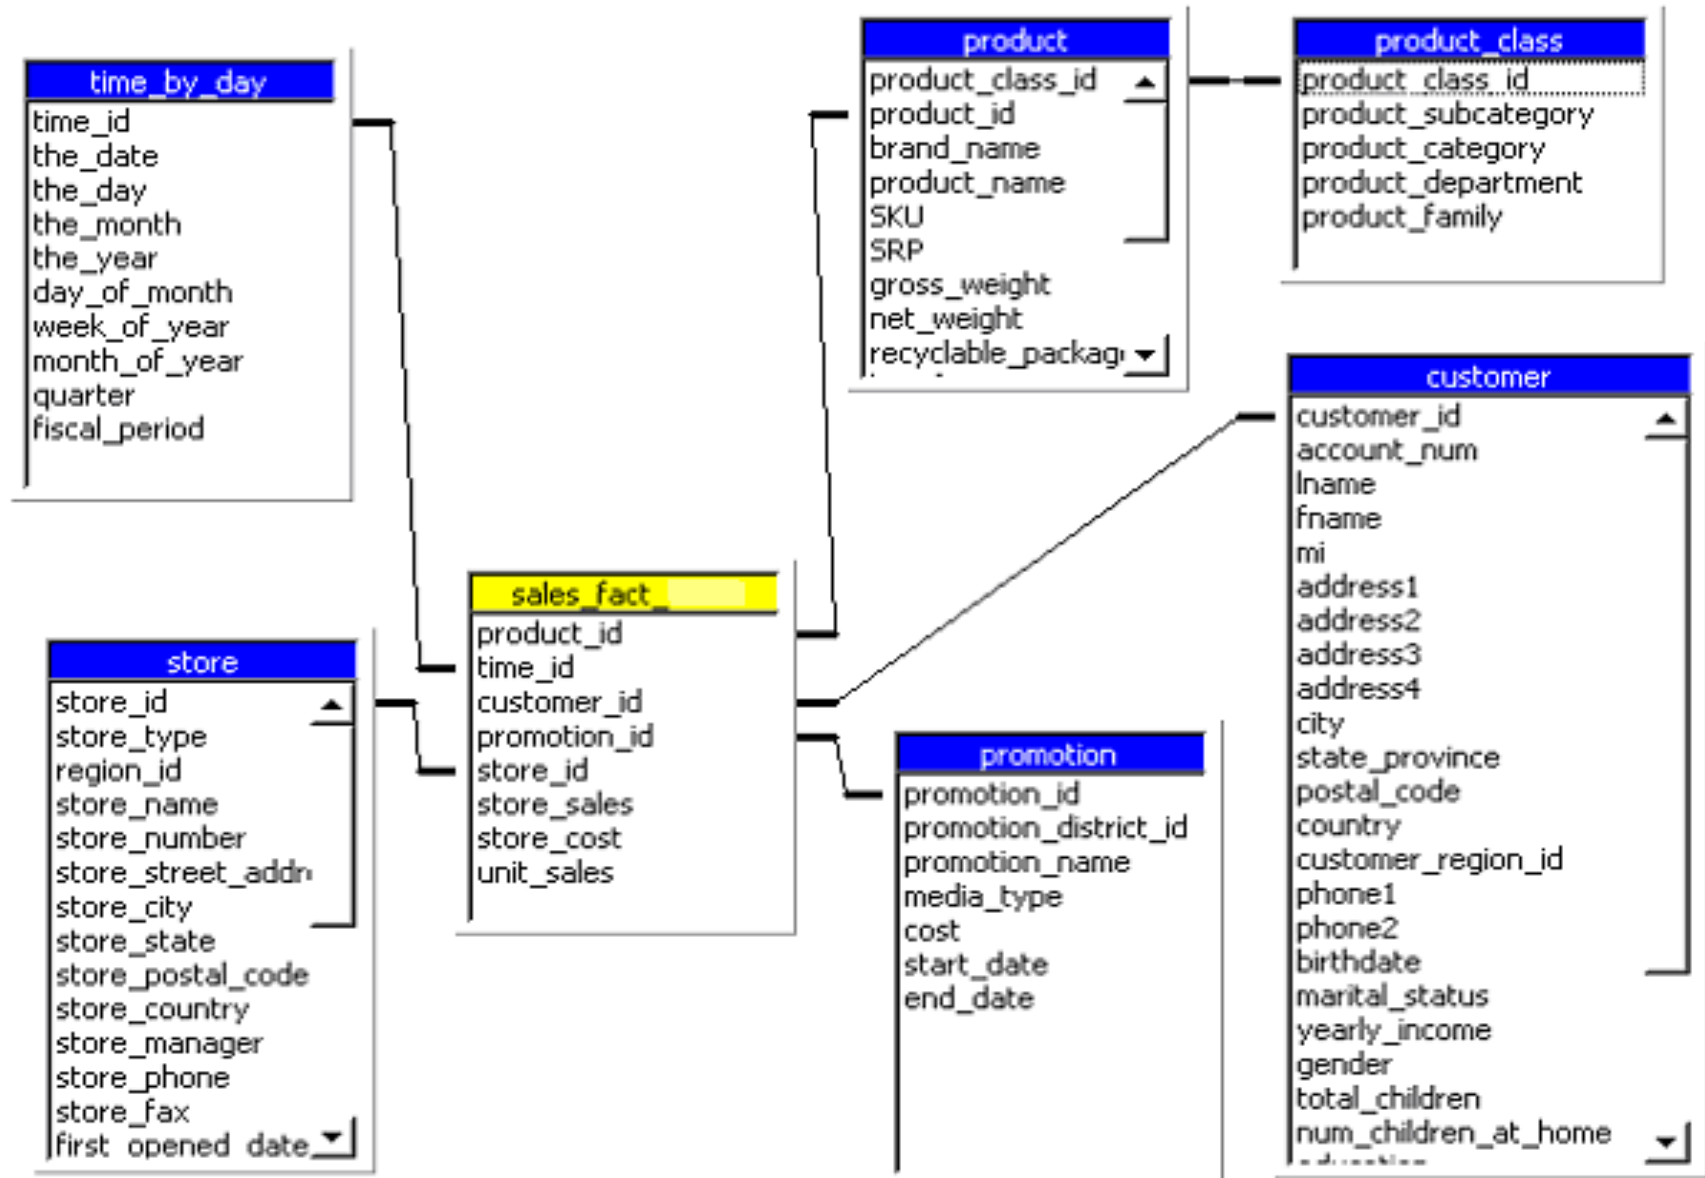 time_by_day
time_id
the_date
the_day
the_month
the_year
day_of_month
week_of_year
month_of_year
quarter
fiscal_period
product
product_class_id
product_id
brand_name
product_name
SKU
SRP
gross_weight
net_weight
product_class
product_class_id
product_subcategory
product_category
product_department
product_family
customer
customer_id
account_num
lname
fname
mi
address1
address2
address3
address4
city
state_province
postal_code
country
customer_region_id
phone1
phone2
birthdate
marital_status
yearly_income
gender
total_children
num_children_at_home
sales_fact_
product_id
time_id
customer_id
promotion_id
store_id
store_sales
store_cost
unit_sales
store
store_id
store_type
region_id
store_name
store_number
store_city
store_state
store_postal_code
store_country
store_manager
store_phone
store_fax
first_opened_date
promotion
promotion_id
promotion_district_id
promotion_name
media_type
cost
start_date
end_date